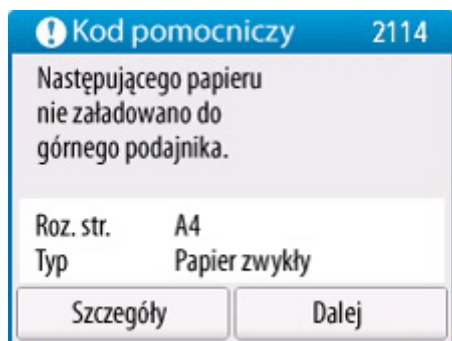 Kod pomocniczy 2114
Następującego papieru
nie załadowano do
górnego podajnika.
Roz. str. A4
Typ Papier zwykły
Szczegóły Dalej